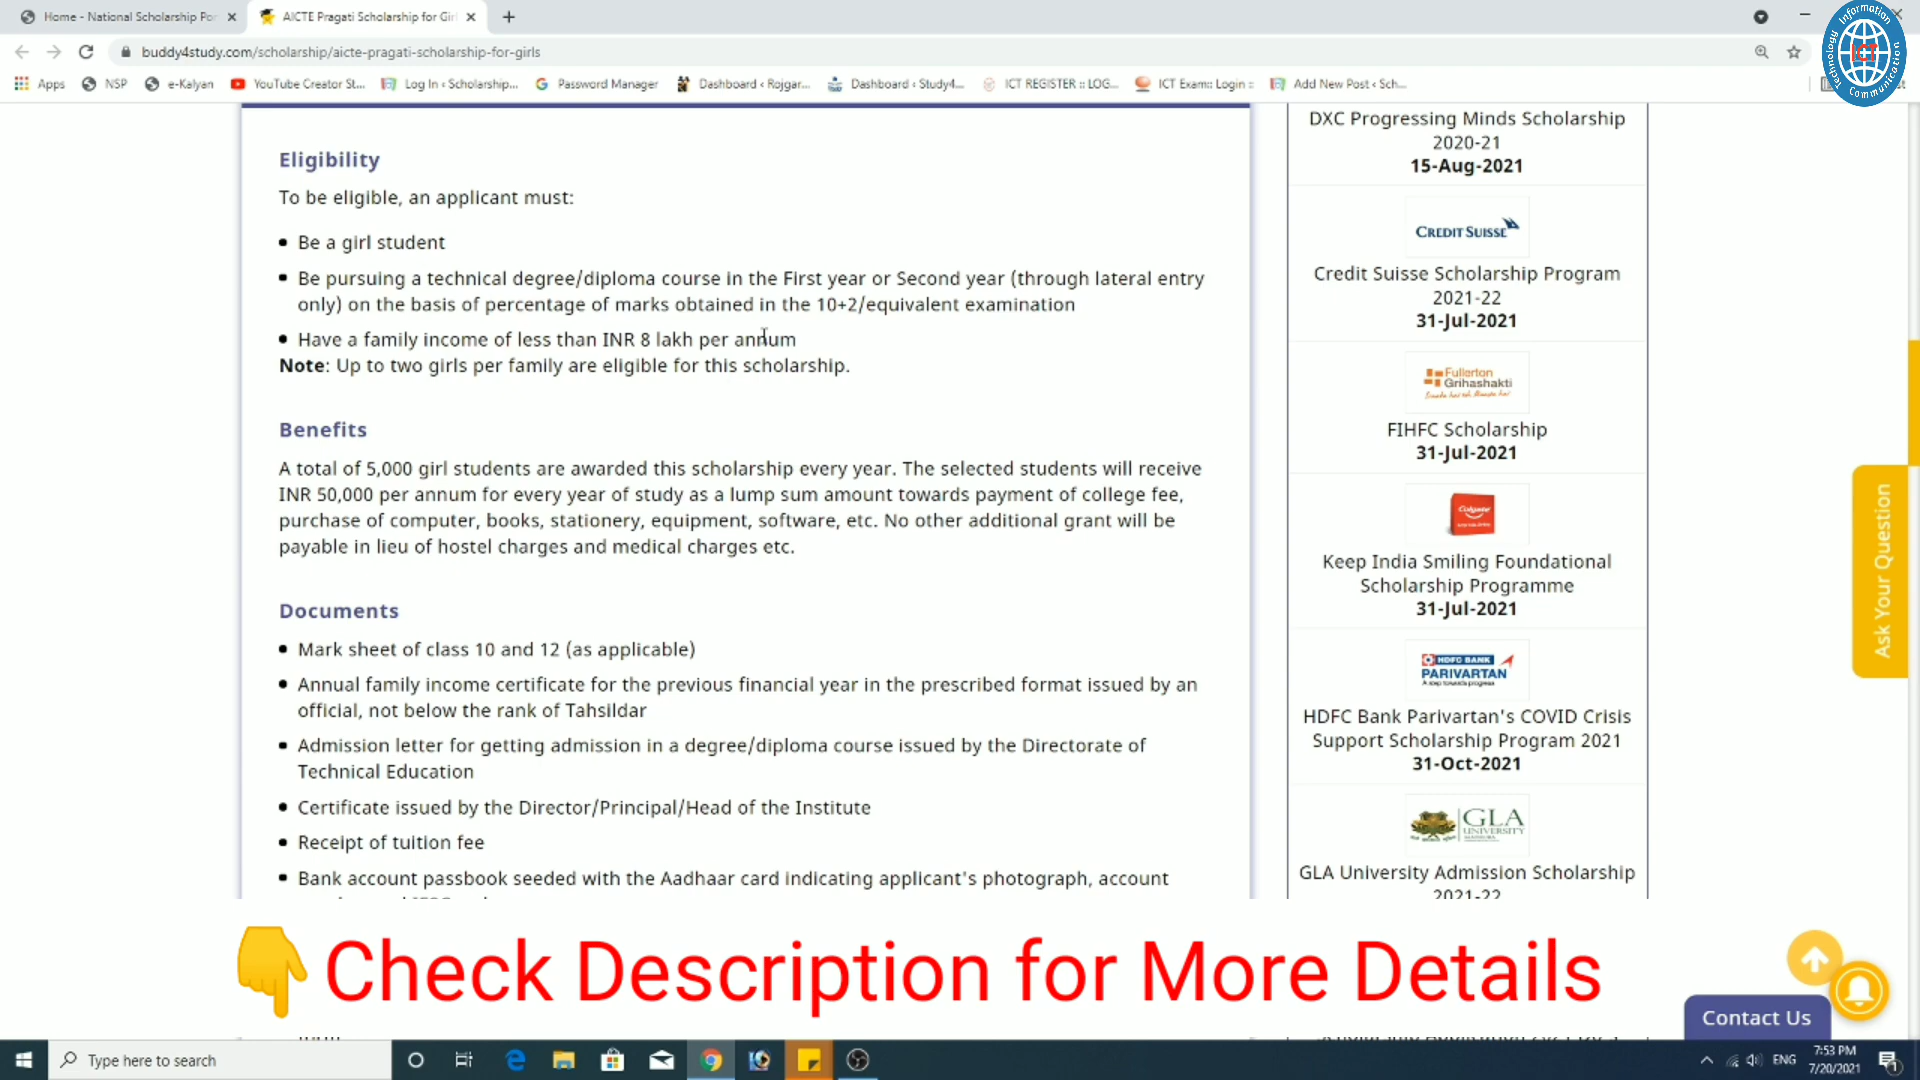 Home - National Scholarship Por
AICTE Pragati Scholarship for Girl
buddy4study.com/scholarship/aicte-pragati-scholarship-for-girls
Apps
NSP
e-Kalyan
YouTube Creator St...
Log In ‹ Scholarship...
Password Manager
Dashboard ‹ Rojgar...
Dashboard ‹ Study4...
ICT REGISTER :: LOG...
ICT Exam:: Login ::
Add New Post ‹ Sch...
Information
Communication
Technology
ICT
Eligibility
To be eligible, an applicant must:
• Be a girl student
• Be pursuing a technical degree/diploma course in the First year or Second year (through lateral entry
only) on the basis of percentage of marks obtained in the 10+2/equivalent examination
• Have a family income of less than INR 8 lakh per annum
Note: Up to two girls per family are eligible for this scholarship.
Benefits
A total of 5,000 girl students are awarded this scholarship every year. The selected students will receive
INR 50,000 per annum for every year of study as a lump sum amount towards payment of college fee,
purchase of computer, books, stationery, equipment, software, etc. No other additional grant will be
payable in lieu of hostel charges and medical charges etc.
Documents
• Mark sheet of class 10 and 12 (as applicable)
• Annual family income certificate for the previous financial year in the prescribed format issued by an
official, not below the rank of Tahsildar
• Admission letter for getting admission in a degree/diploma course issued by the Directorate of
Technical Education
• Certificate issued by the Director/Principal/Head of the Institute
• Receipt of tuition fee
• Bank account passbook seeded with the Aadhaar card indicating applicant's photograph, account
DXC Progressing Minds Scholarship
2020-21
15-Aug-2021
CREDIT SUISSE
Credit Suisse Scholarship Program
2021-22
31-Jul-2021
Fullerton
Grihashakti
FIHFC Scholarship
31-Jul-2021
Colgate
Keep India Smiling Foundational
Scholarship Programme
31-Jul-2021
HDFC BANK
PARIVARTAN
A step towards progress
HDFC Bank Parivartan's COVID Crisis
Support Scholarship Program 2021
31-Oct-2021
GLA
UNIVERSITY
GLA University Admission Scholarship
2021-22
Ask Your Question
Check Description for More Details
Contact Us
Type here to search
ENG
7:53 PM
7/20/2021
1